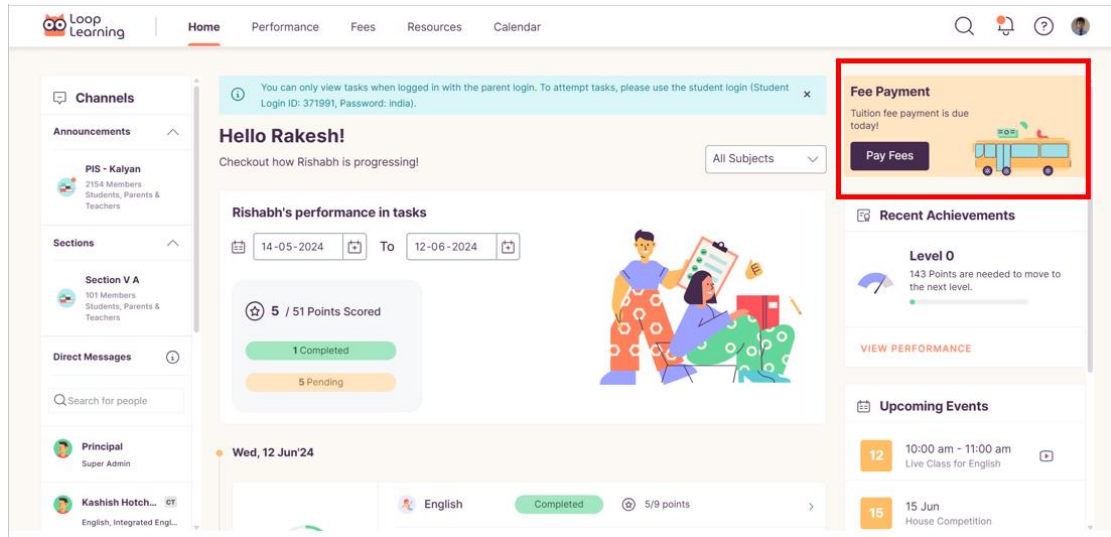 Loop
Learning
Home
Performance
Fees
Resources
Calendar
Channels
Announcements
PIS - Kalyan
2154 Members
Students, Parents &
Teachers
Sections
Section V A
101 Members
Students, Parents &
Teachers
Direct Messages
Search for people
Principal
Super Admin
Kashish Hotch... CT
English, Integrated Engl...
You can only view tasks when logged in with the parent login. To attempt tasks, please use the student login (Student
Login ID: 371991, Password: india).
Hello Rakesh!
Checkout how Rishabh is progressing!
All Subjects
Rishabh's performance in tasks
14-05-2024 To 12-06-2024
5 / 51 Points Scored
1 Completed
5 Pending
Wed, 12 Jun'24
English Completed 5/9 points
Fee Payment
Tuition fee payment is due
today!
Pay Fees
Recent Achievements
Level 0
143 Points are needed to move to
the next level.
VIEW PERFORMANCE
Upcoming Events
12
10:00 am - 11:00 am
Live Class for English
15
15 Jun
House Competition